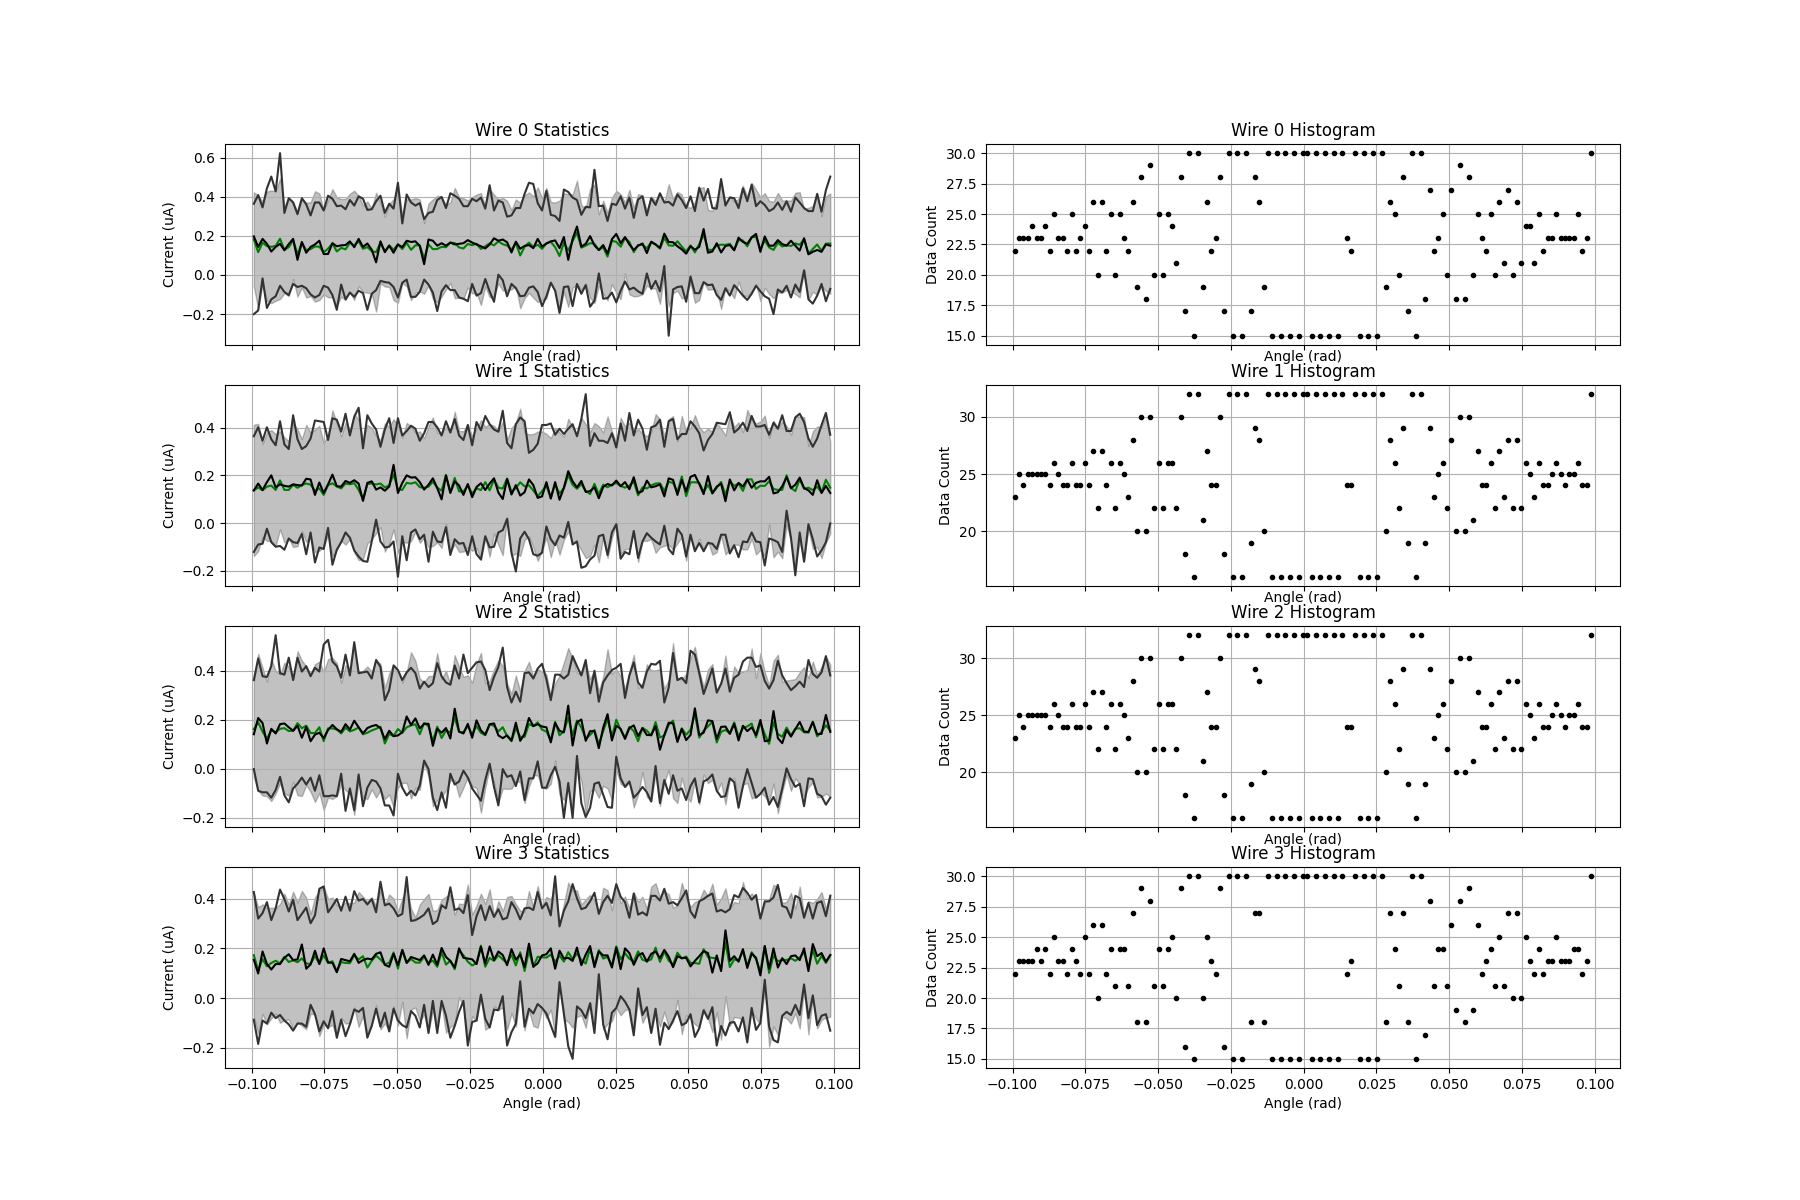 Wire 0 Statistics
Current (uA)
0.6
0.4
0.2
0.0
−0.2
Angle (rad)
Wire 0 Histogram
Data Count
30.0
27.5
25.0
22.5
20.0
17.5
15.0
Angle (rad)
Wire 1 Statistics
Current (uA)
0.4
0.2
0.0
−0.2
Angle (rad)
Wire 1 Histogram
Data Count
30
25
20
Angle (rad)
Wire 2 Statistics
Current (uA)
0.4
0.2
0.0
−0.2
Angle (rad)
Wire 2 Histogram
Data Count
30
25
20
Angle (rad)
Wire 3 Statistics
Current (uA)
0.4
0.2
0.0
−0.2
−0.100 −0.075 −0.050 −0.025 0.000 0.025 0.050 0.075 0.100
Angle (rad)
Wire 3 Histogram
Data Count
30.0
27.5
25.0
22.5
20.0
17.5
15.0
−0.100 −0.075 −0.050 −0.025 0.000 0.025 0.050 0.075 0.100
Angle (rad)